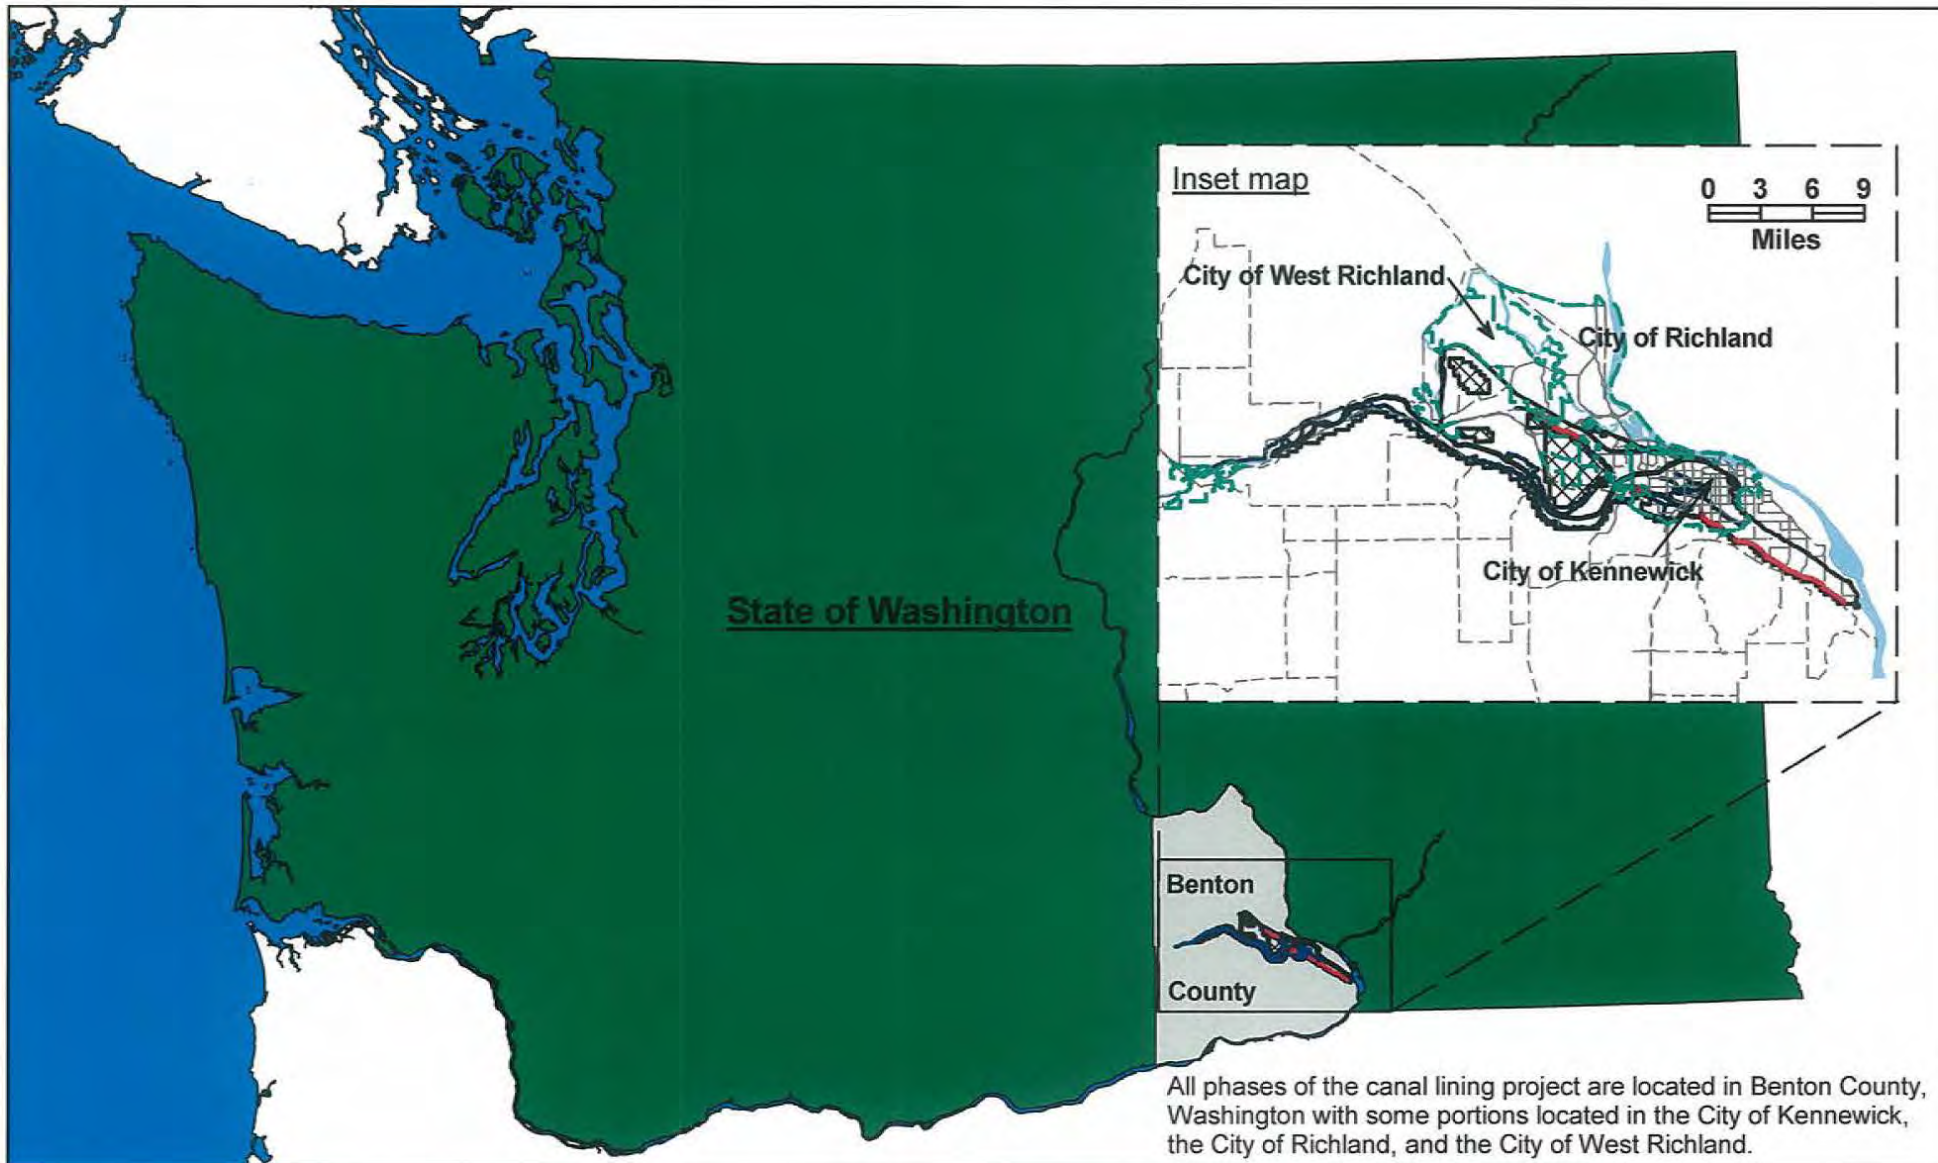 Inset map
0 3 6 9
Miles
City of West Richland
City of Richland
City of Kennewick
State of Washington
Benton
County
All phases of the canal lining project are located in Benton County,
Washington with some portions located in the City of Kennewick,
the City of Richland, and the City of West Richland.